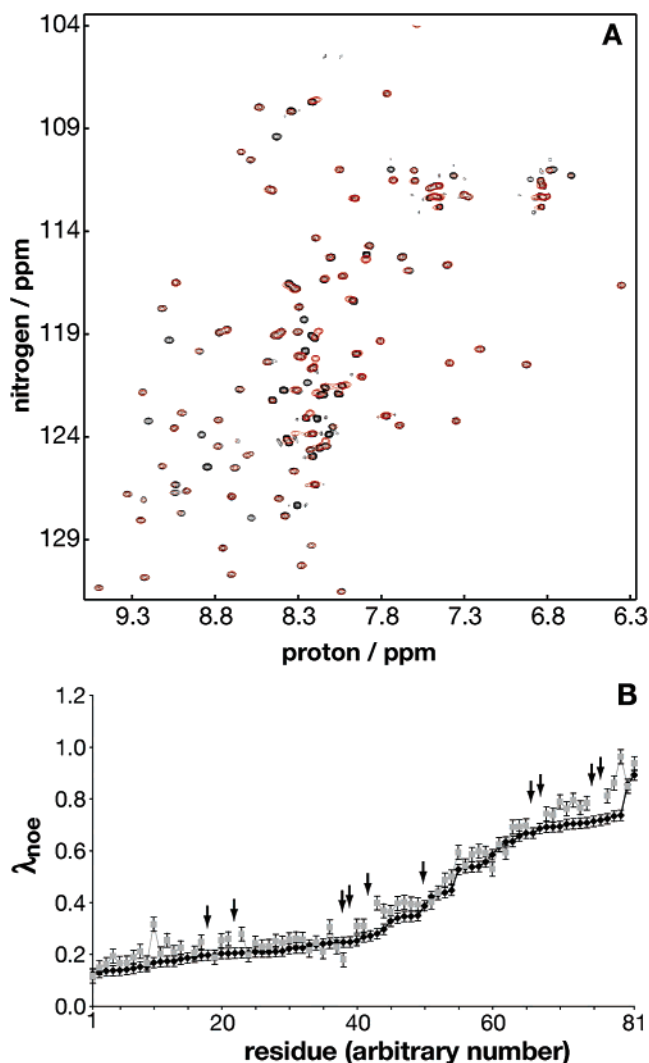 A
104
109
114
119
124
129
nitrogen / ppm
9.3 8.8 8.3 7.8 7.3 6.8 6.3
proton / ppm
B
1.2
1.0
0.8
0.6
0.4
0.2
0.0
λnoe
1 20 40 60 81
residue (arbitrary number)